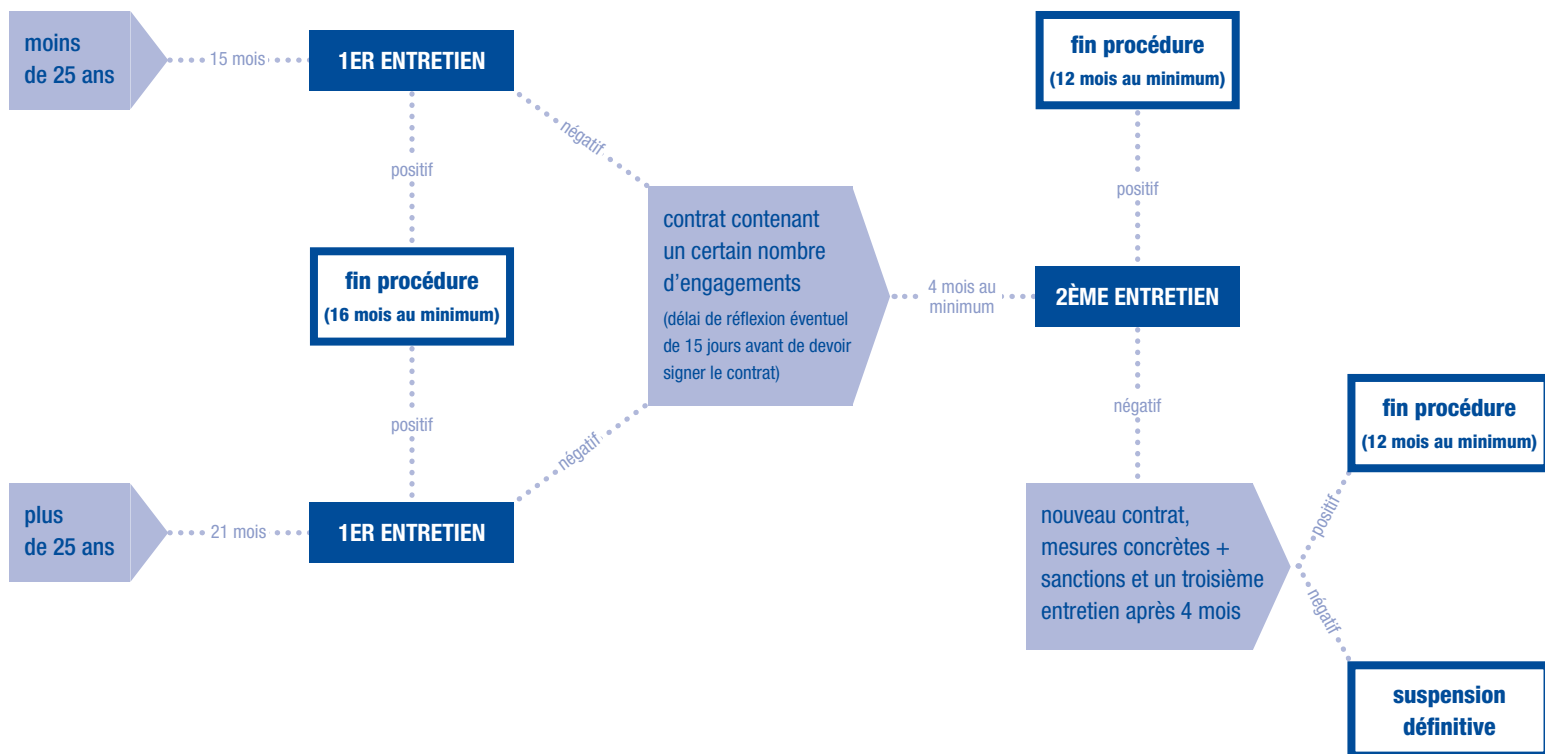 moins
de 25 ans
15 mois
1ER ENTRETIEN
négatif
positif
fin procédure
(16 mois au minimum)
positif
plus
de 25 ans
21 mois
1ER ENTRETIEN
négatif
contrat contenant
un certain nombre
d’engagements
(délai de réflexion éventuel
de 15 jours avant de devoir
signer le contrat)
4 mois au
minimum
2ÈME ENTRETIEN
positif
fin procédure
(12 mois au minimum)
négatif
nouveau contrat,
mesures concrètes +
sanctions et un troisième
entretien après 4 mois
positif
fin procédure
(12 mois au minimum)
négatif
suspension
définitive